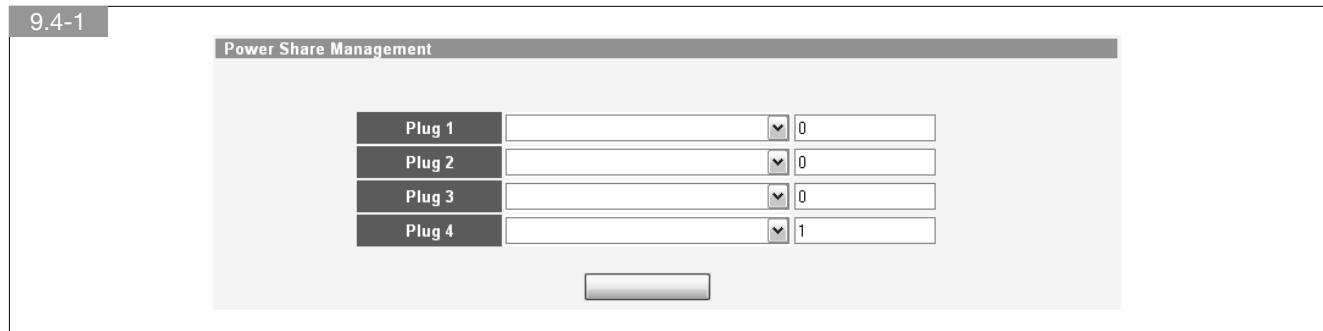 9.4-1
Power Share Management
Plug 1 0
Plug 2 0
Plug 3 0
Plug 4 1